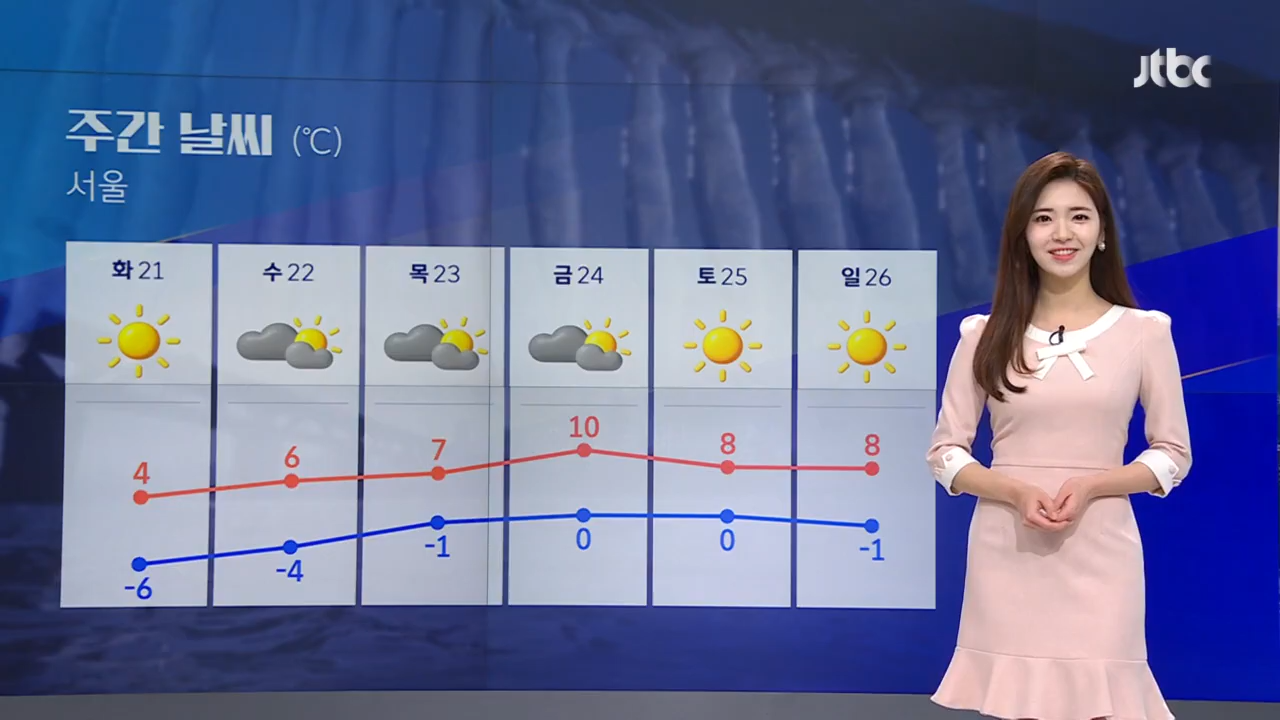 jtbc
주간 날씨 (℃)
서울
화 21 수 22 목 23 금 24 토 25 일 26
4 6 7 10 8 8
-6 -4 -1 0 0 -1